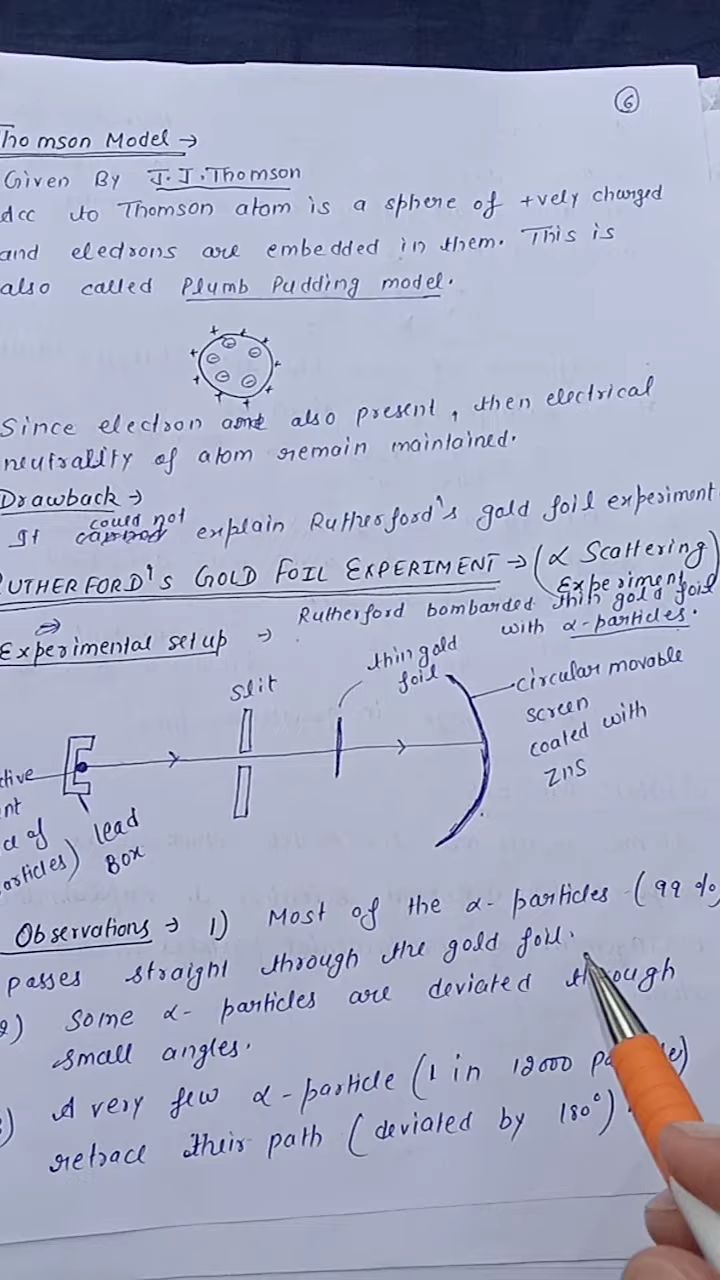 6
Thomson Model →
Given By J.J.Thomson
Acc to Thomson atom is a sphere of +vely charged
and electrons are embedded in them. This is
also called Plumb Pudding model.
Since electron are also present, then electrical
neutrality of atom remain maintained.
Drawback →
It could not explain Rutherford's gold foil experiment
UTHERFORD'S GOLD FOIL EXPERIMENT → (α Scattering
Experiment)
⇒ Experimental setup → Rutherford bombarded thin gold foil
with α-particles.
slit
thin gold
foil
circular movable
screen
coated with
ZnS
lead
Box
Observations → 1) Most of the α-particles (99%
passes straight through the gold foil.
2) Some α-particles are deviated through
small angles.
3) A very few α-particle (1 in 12000
retrace their path (deviated by 180°).